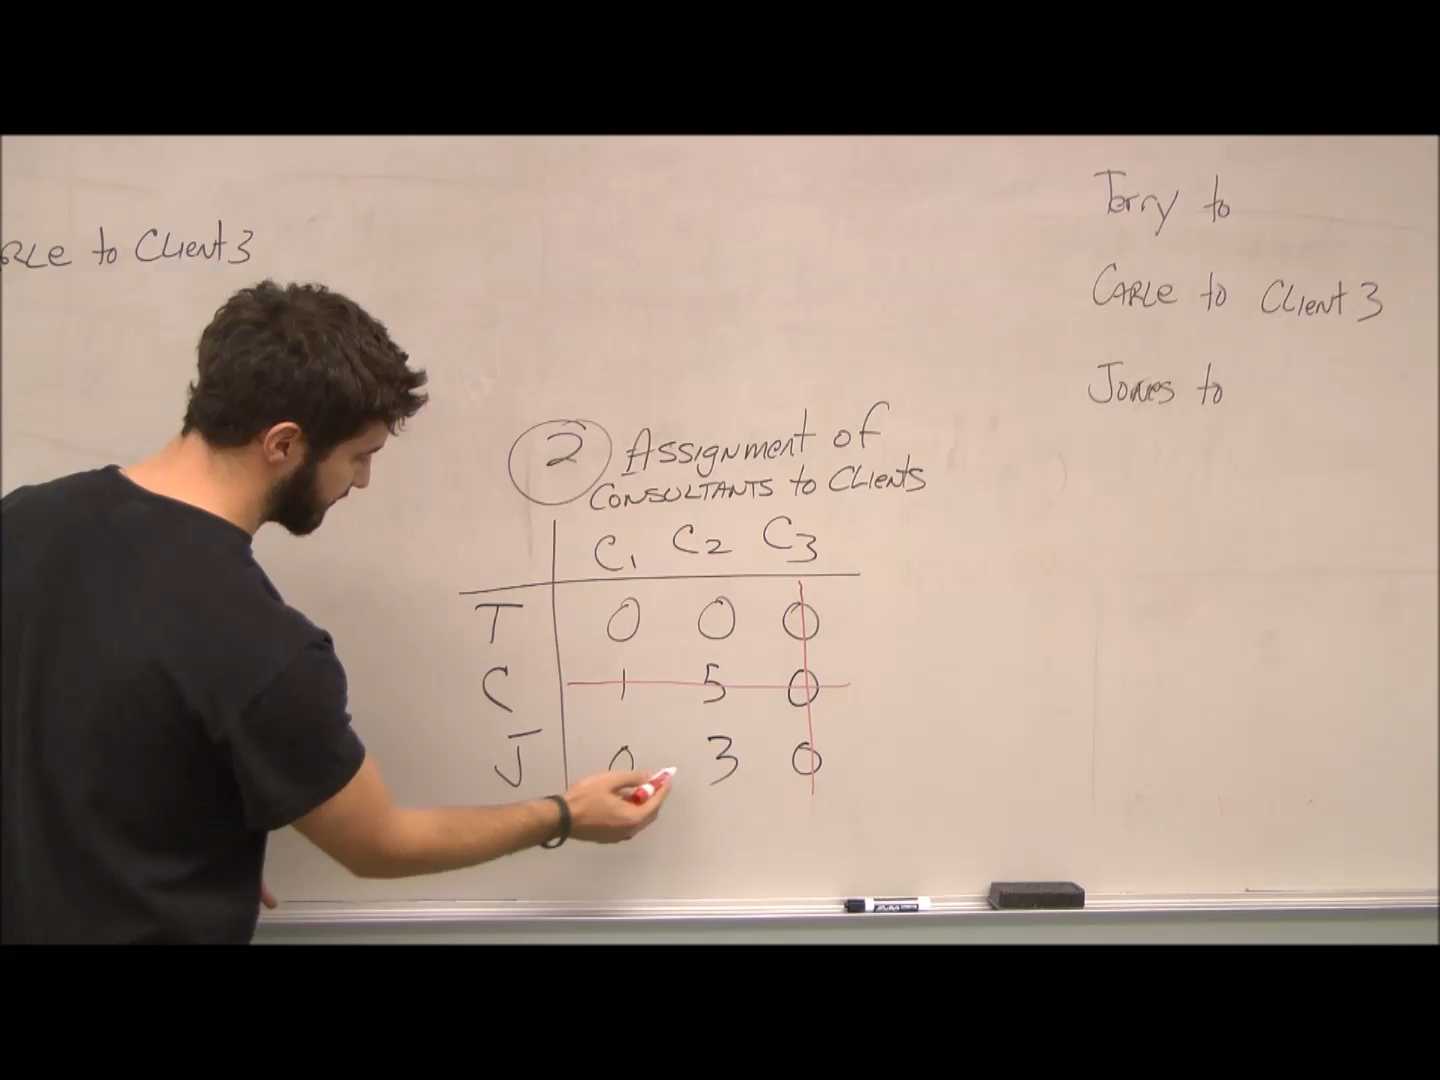 to Client 3
Terry to
CARLe to Client 3
Jones to
2 Assignment of
CONSULTANTS to Clients
C1 C2 C3
T 0 0 0
C 1 5 0
J 0 3 0